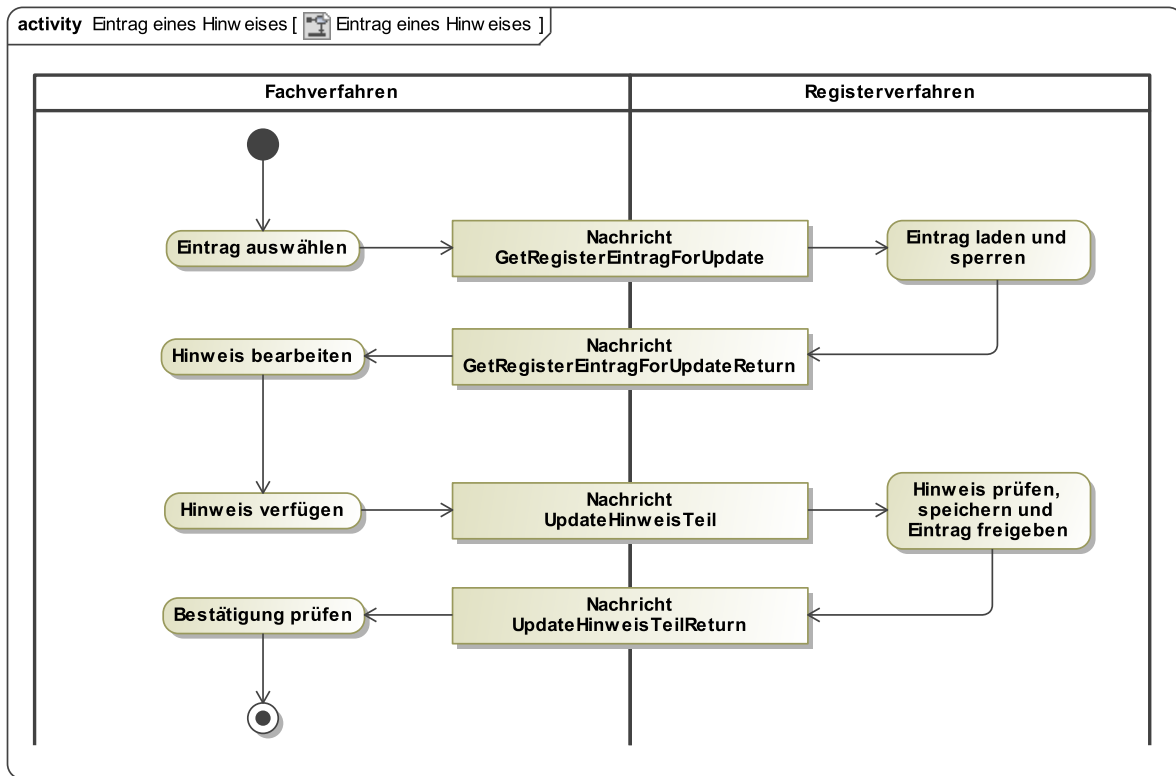 activity Eintrag eines Hinweises [ Eintrag eines Hinweises ]
Fachverfahren
Registerverfahren
Eintrag auswählen
Nachricht
GetRegisterEintragForUpdate
Eintrag laden und
sperren
Hinweis bearbeiten
Nachricht
GetRegisterEintragForUpdateReturn
Hinweis verfügen
Nachricht
UpdateHinweisTeil
Hinweis prüfen,
speichern und
Eintrag freigeben
Bestätigung prüfen
Nachricht
UpdateHinweisTeilReturn